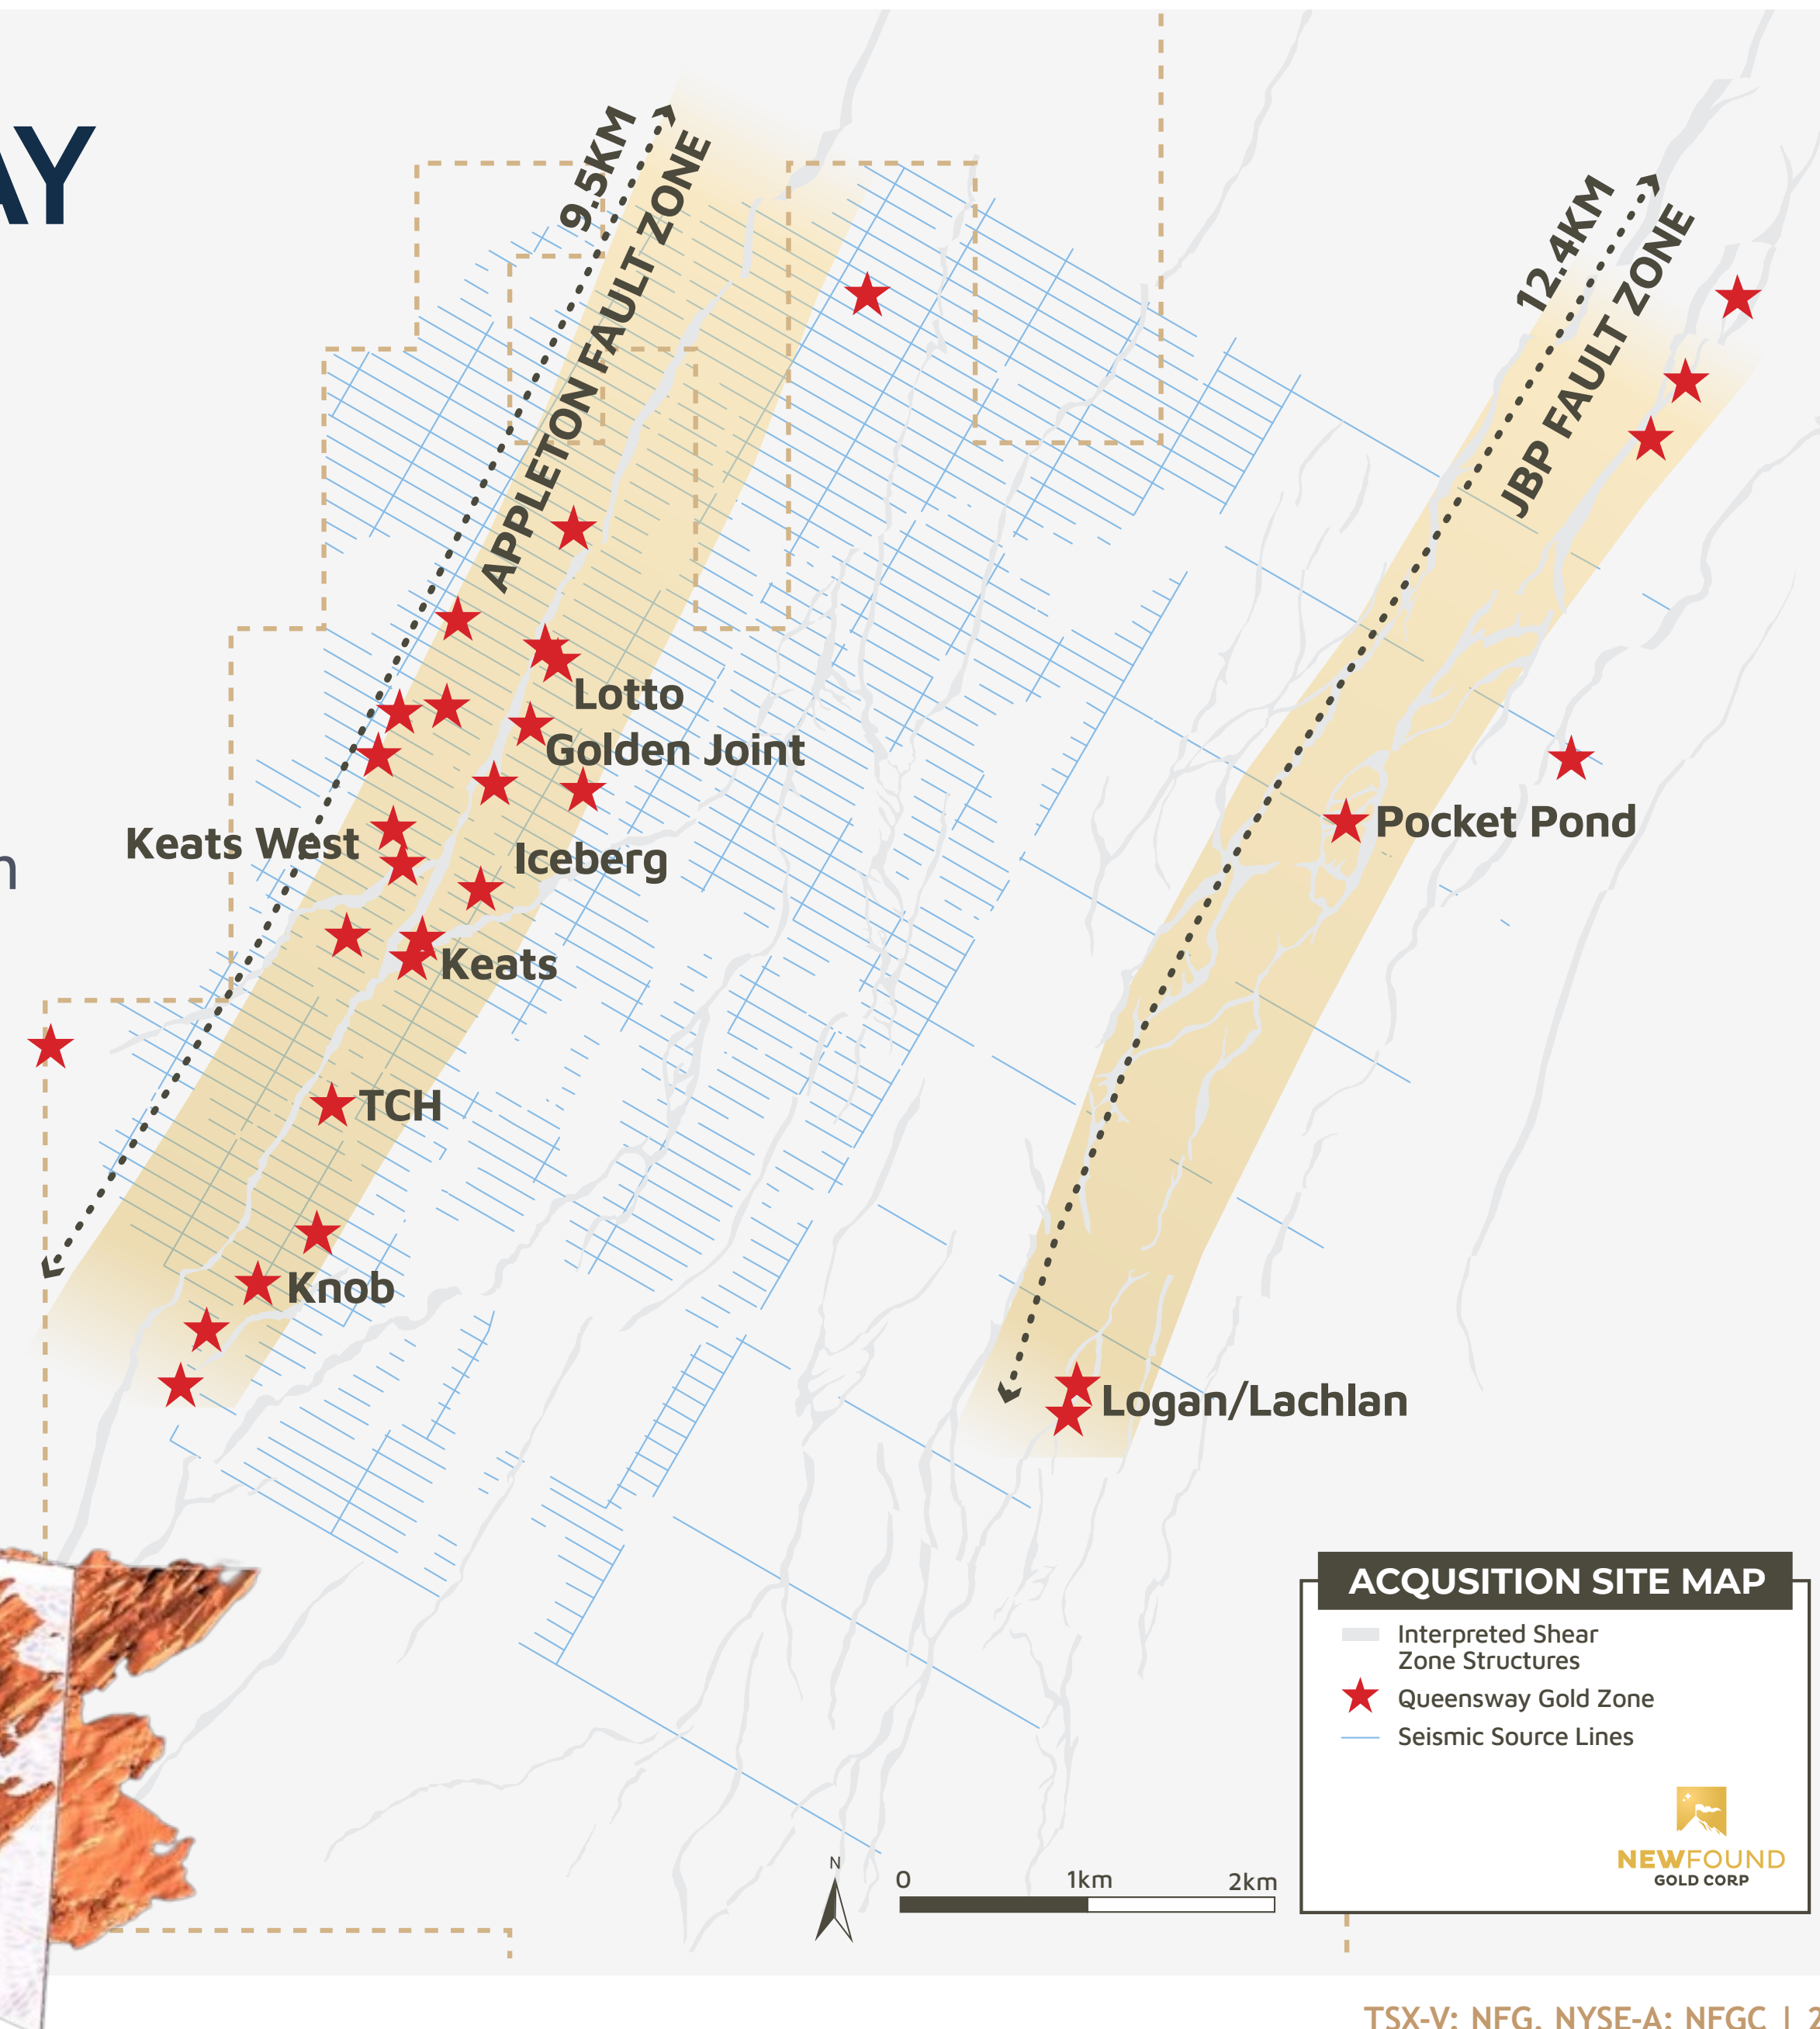 AY
9.5KM
APPLETON FAULT ZONE
12.4KM
JBP FAULT ZONE
Lotto
Golden Joint
Keats West
Iceberg
Pocket Pond
n
Keats
TCH
Knob
Logan/Lachlan
ACQUSITION SITE MAP
Interpreted Shear
Zone Structures
Queensway Gold Zone
Seismic Source Lines
NEWFOUND
GOLD CORP
N
0 1km 2km
TSX-V: NFG, NYSE-A: NFGC | 2